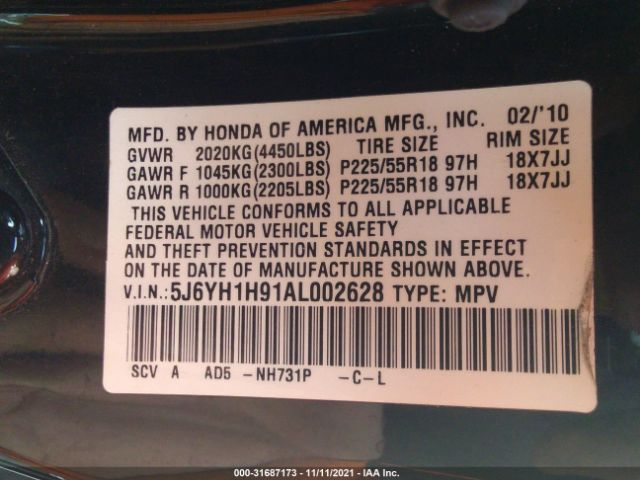 MFD. BY HONDA OF AMERICA MFG., INC. 02/'10
GVWR 2020KG(4450LBS) TIRE SIZE RIM SIZE
GAWR F 1045KG(2300LBS) P225/55R18 97H 18X7JJ
GAWR R 1000KG(2205LBS) P225/55R18 97H 18X7JJ
THIS VEHICLE CONFORMS TO ALL APPLICABLE
FEDERAL MOTOR VEHICLE SAFETY
AND THEFT PREVENTION STANDARDS IN EFFECT
ON THE DATE OF MANUFACTURE SHOWN ABOVE.
V.I.N.:5J6YH1H91AL002628 TYPE: MPV
SCV A AD5 -NH731P -C-L
000-31687173 - 11/11/2021 - IAA Inc.